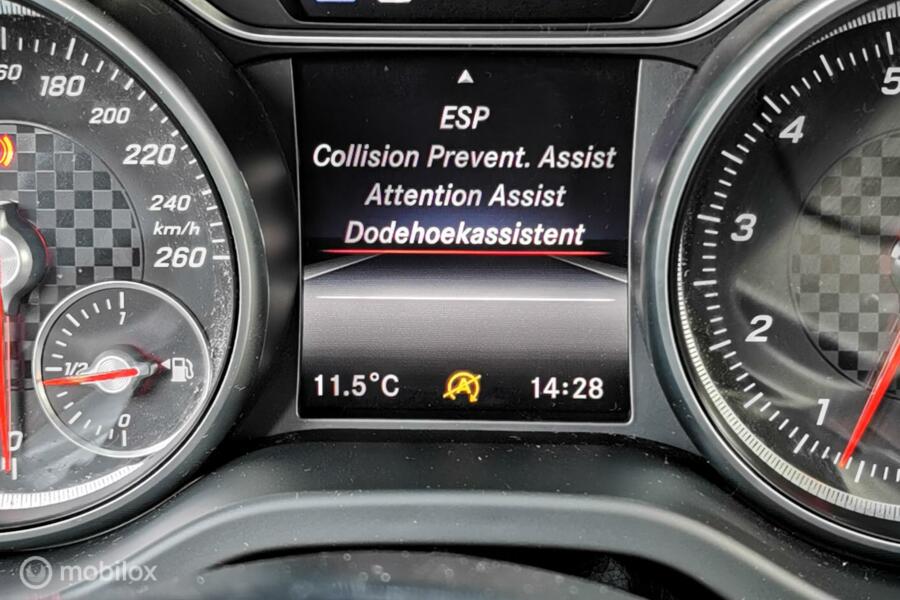 ESP
Collision Prevent. Assist
Attention Assist
Dodehoekassistent
11.5°C
14:28
180
200
220
240
km/h
260
1
1/2
0
5
4
3
2
1
mobilox